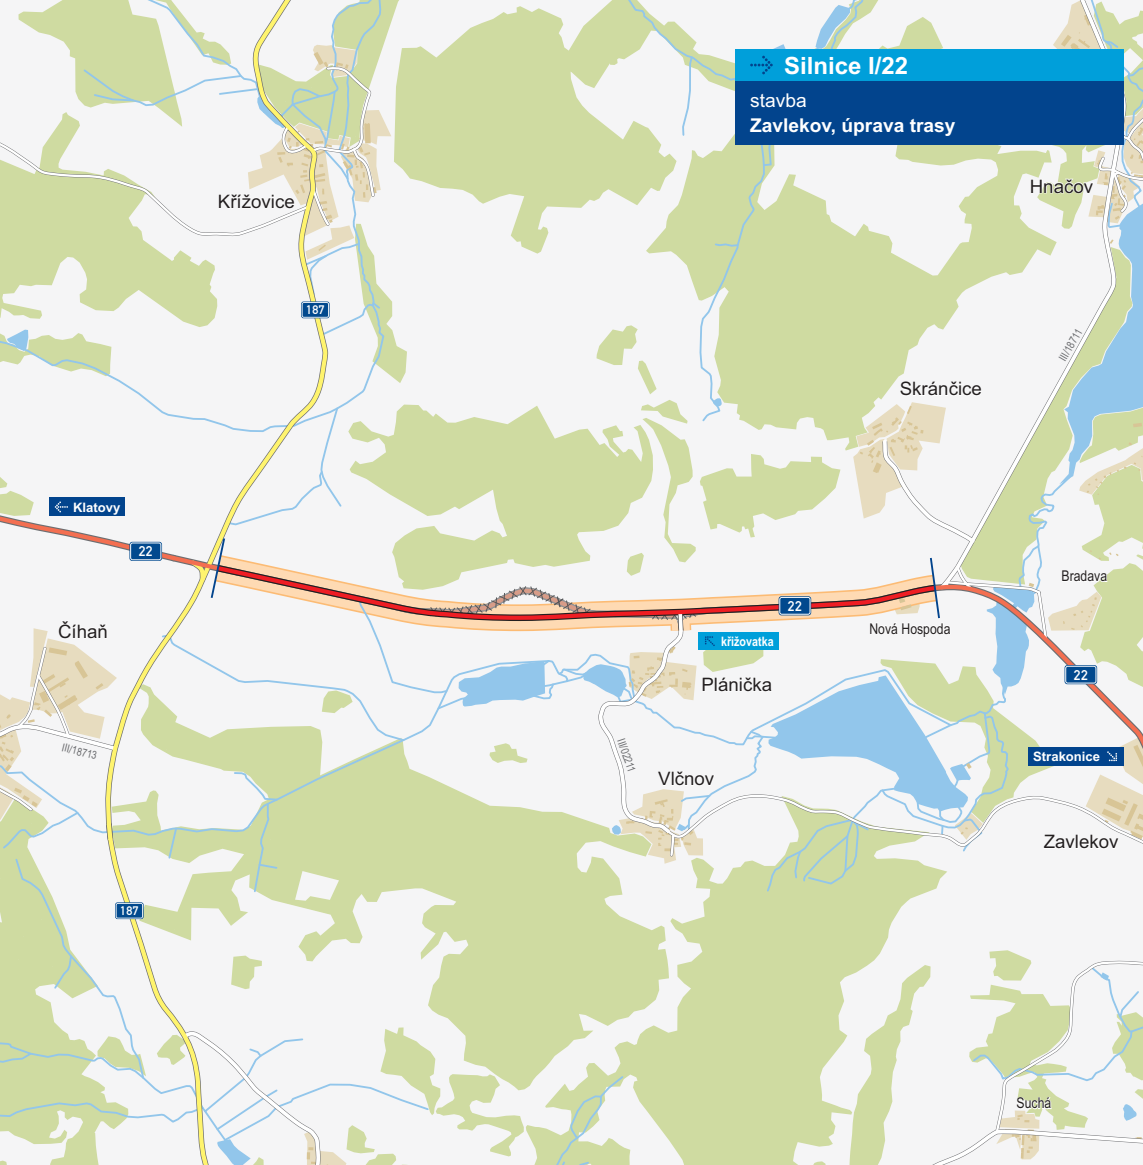 Silnice I/22
stavba
Zavlekov, úprava trasy
Hnačov
Křížovice
187
III/18711
Skránčice
Klatovy
22
Bradava
22
Nová Hospoda
Číhaň
křižovatka
Plánička
22
III/18713
III/02211
Strakonice
Vlčnov
Zavlekov
187
Suchá